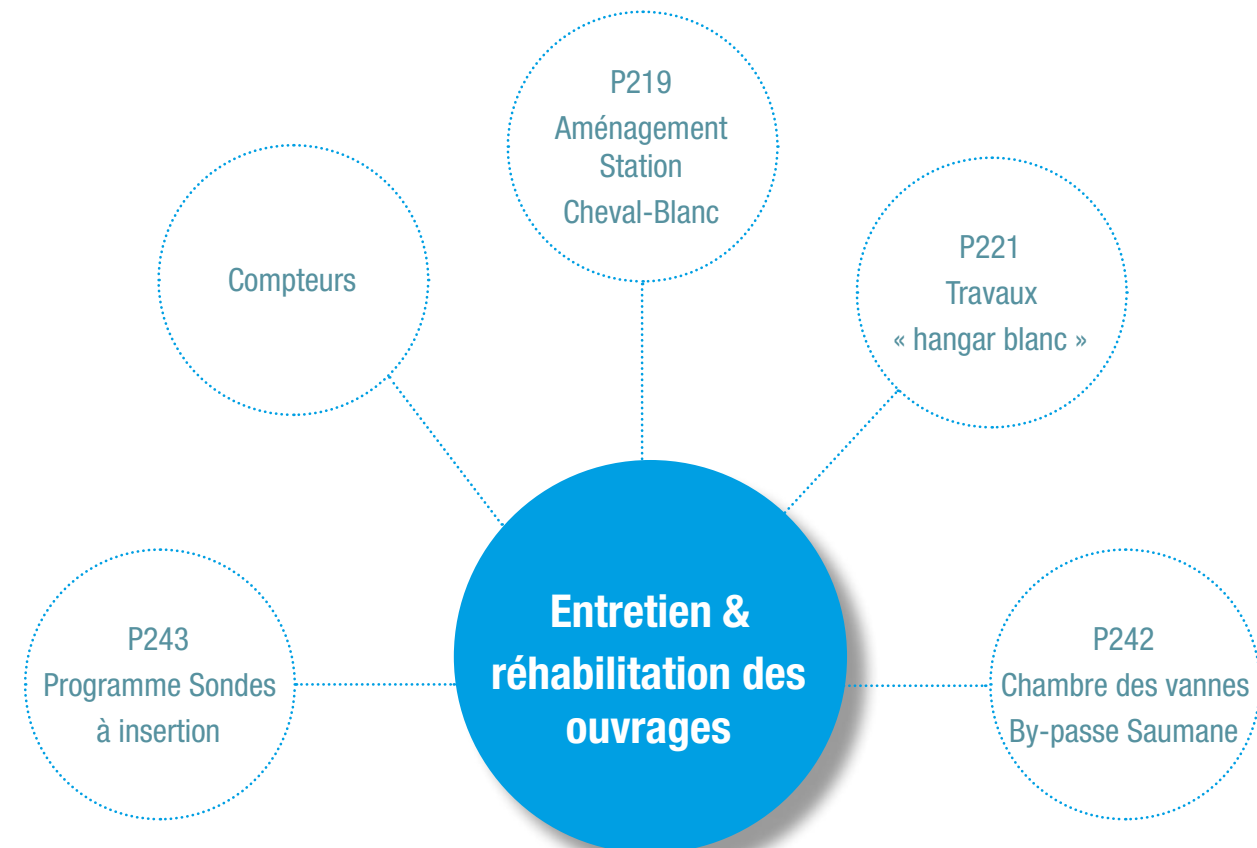 P219
Aménagement
Station
Cheval-Blanc
Compteurs
P221
Travaux
« hangar blanc »
P243
Programme Sondes
à insertion
Entretien &
réhabilitation des
ouvrages
P242
Chambre des vannes
By-passe Saumane